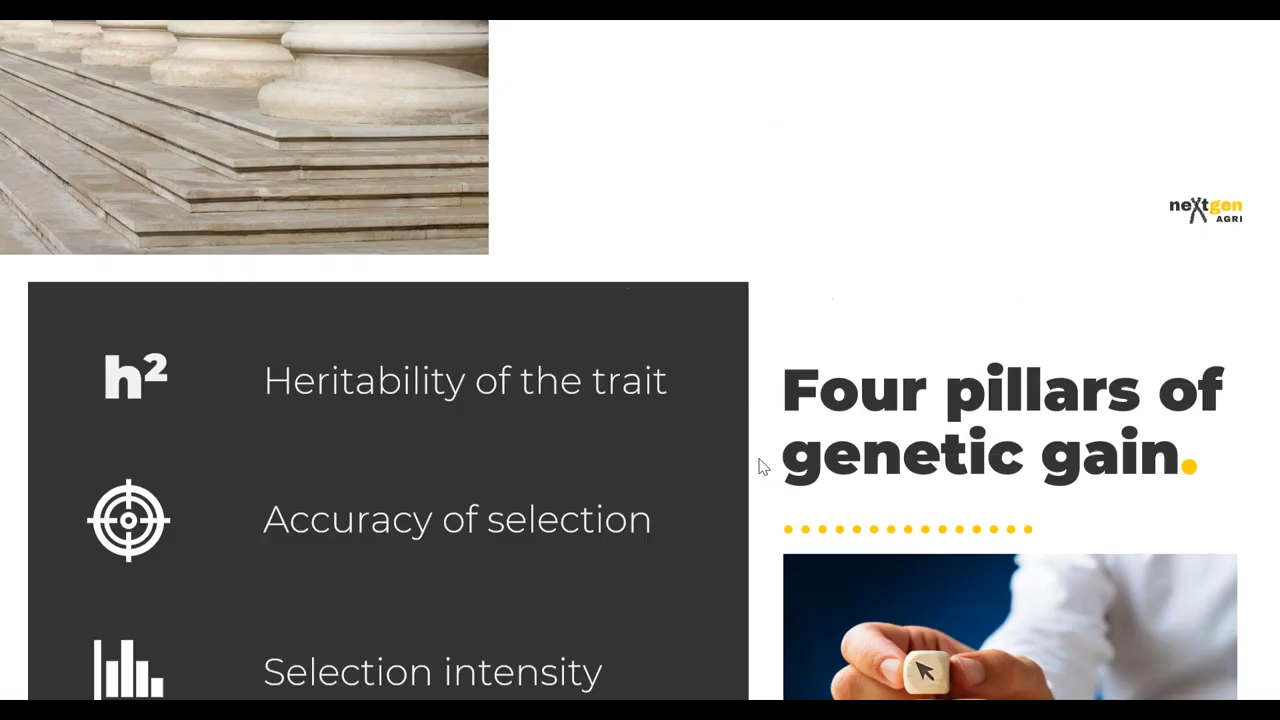 nextgen
AGRI
h²
Heritability of the trait
Four pillars of
genetic gain.
Accuracy of selection
Selection intensity